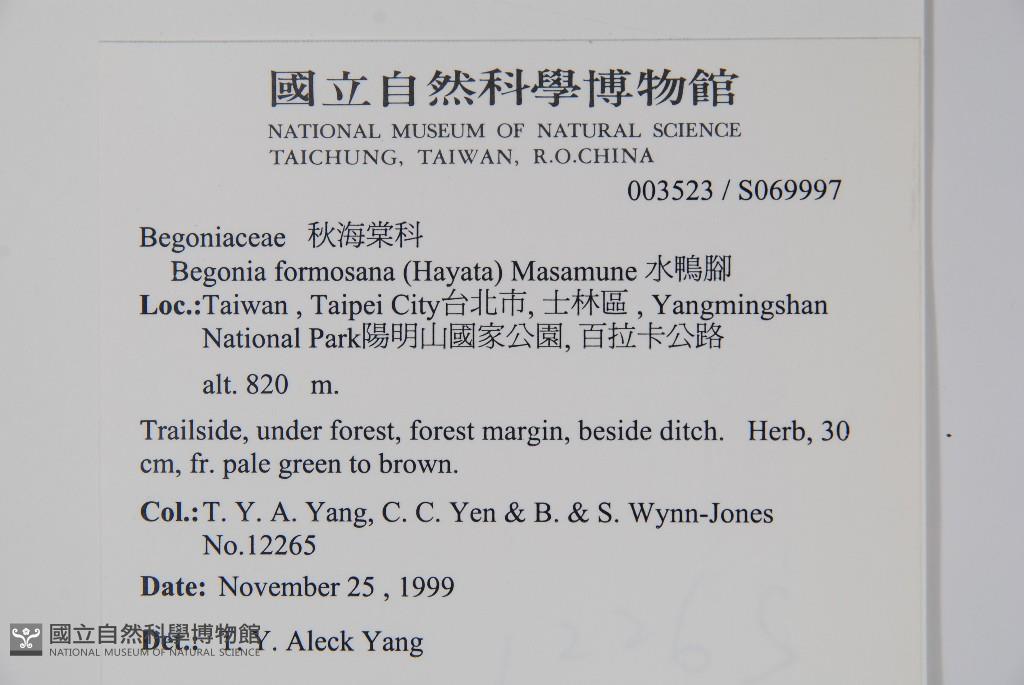 國立自然科學博物館
NATIONAL MUSEUM OF NATURAL SCIENCE
TAICHUNG, TAIWAN, R.O.CHINA
003523 / S069997
Begoniaceae 秋海棠科
Begonia formosana (Hayata) Masamune 水鴨腳
Loc.:Taiwan , Taipei City台北市, 士林區 , Yangmingshan
National Park陽明山國家公園, 百拉卡公路
alt. 820 m.
Trailside, under forest, forest margin, beside ditch. Herb, 30
cm, fr. pale green to brown.
Col.:T. Y. A. Yang, C. C. Yen & B. & S. Wynn-Jones
No.12265
Date: November 25 , 1999
Det.: T. Y. Aleck Yang
國立自然科學博物館
NATIONAL MUSEUM OF NATURAL SCIENCE